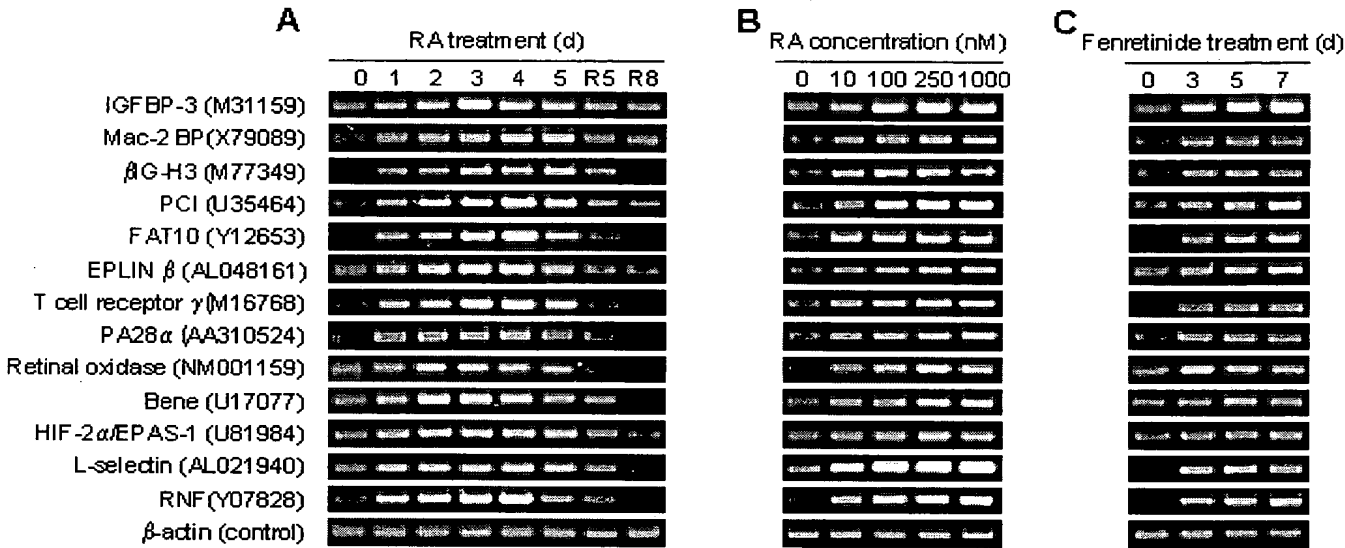 A
B
C
RA treatment (d)
RA concentration (nM)
Fenretinide treatment (d)
0 1 2 3 4 5 R5 R8
0 10 100 250 1000
0 3 5 7
IGFBP-3 (M31159)
Mac-2 BP (X79089)
βIG-H3 (M77349)
PCI (U35464)
FAT10 (Y12653)
EPLIN β (AL048161)
T cell receptor γ (M16768)
PA28α (AA310524)
Retinal oxidase (NM001159)
Bene (U17077)
HIF-2α/EPAS-1 (U81984)
L-selectin (AL021940)
RNF (Y07828)
β-actin (control)